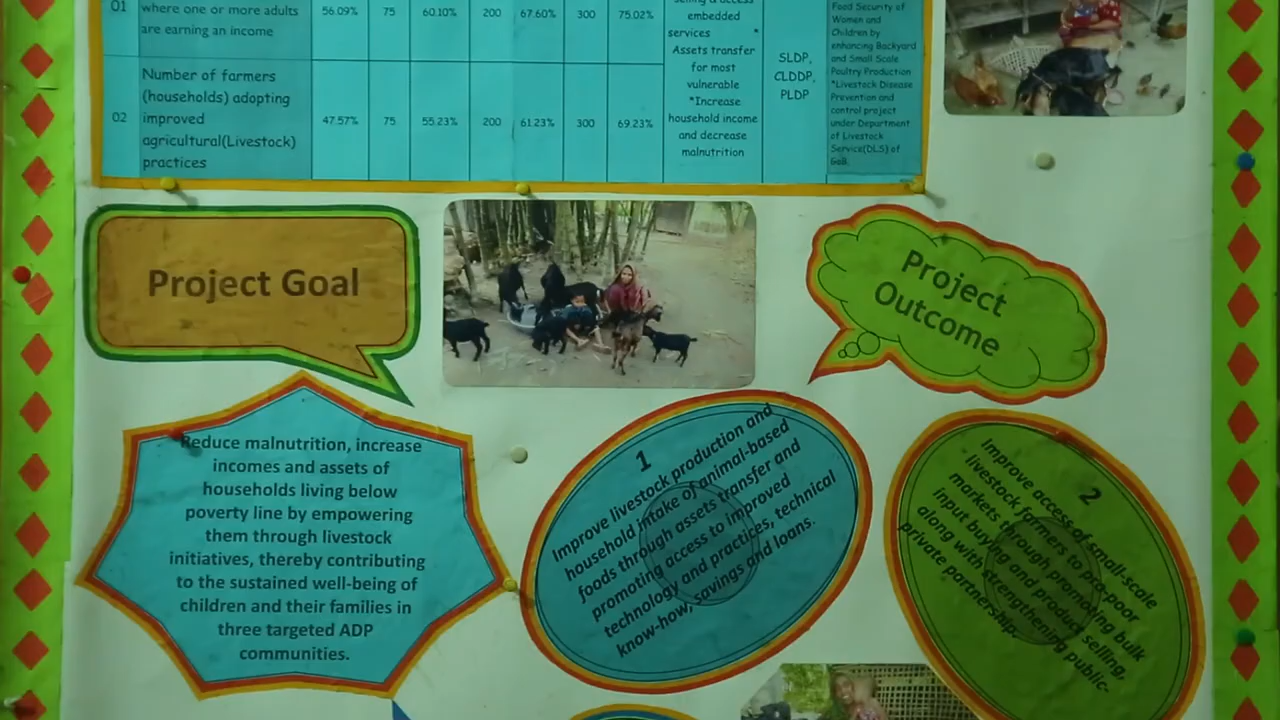 01
where one or more adults
are earning an income
56.09%
75
60.10%
200
67.60%
300
75.02%
embedded
services *
Assets transfer
for most
vulnerable
*Increase
household income
and decrease
malnutrition
SLDP,
CLDDP,
PLDP
Food Security of
Women and
Children by
enhancing Backyard
and Small Scale
Poultry Production
*Livestock Disease
Prevention and
control project
under Department
of Livestock
Service(DLS) of
GoB.
02
Number of farmers
(households) adopting
improved
agricultural(Livestock)
practices
47.57%
75
55.23%
200
61.23%
300
69.23%
Project Goal
Project
Outcome
Reduce malnutrition, increase
incomes and assets of
households living below
poverty line by empowering
them through livestock
initiatives, thereby contributing
to the sustained well-being of
children and their families in
three targeted ADP
communities.
1
Improve livestock production and
household intake of animal-based
foods through assets transfer and
promoting access to improved
technology and practices, technical
know-how, savings and loans.
2
Improve access of small-scale
livestock farmers to pro-poor
markets through promoting bulk
input buying and product selling,
along with strengthening public-
private partnership.